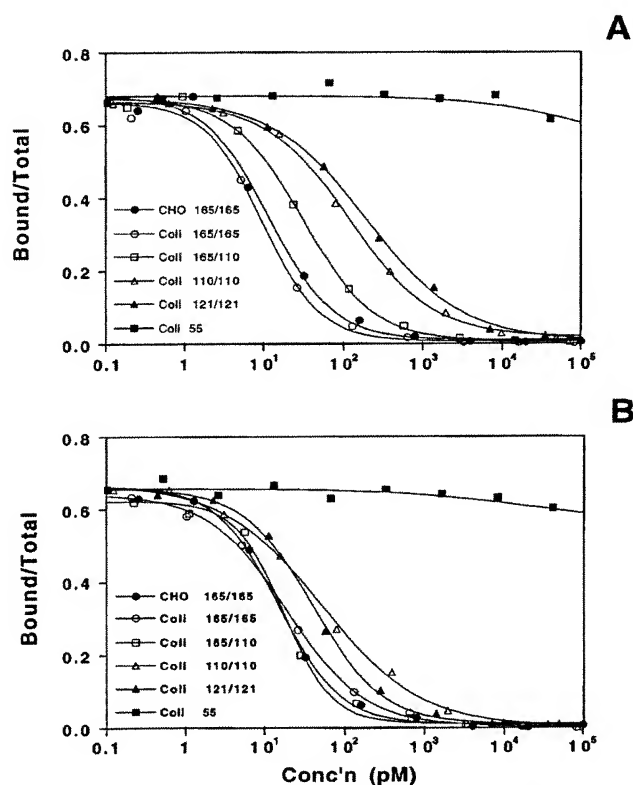 A
0.8
0.6
0.4
0.2
0.0
Bound/Total
CHO 165/165
Coli 165/165
Coli 165/110
Coli 110/110
Coli 121/121
Coli 55
0.1 1 10¹ 10² 10³ 10⁴ 10⁵
B
0.8
0.6
0.4
0.2
0.0
Bound/Total
CHO 165/165
Coli 165/165
Coli 165/110
Coli 110/110
Coli 121/121
Coli 55
0.1 1 10¹ 10² 10³ 10⁴ 10⁵
Conc'n (pM)